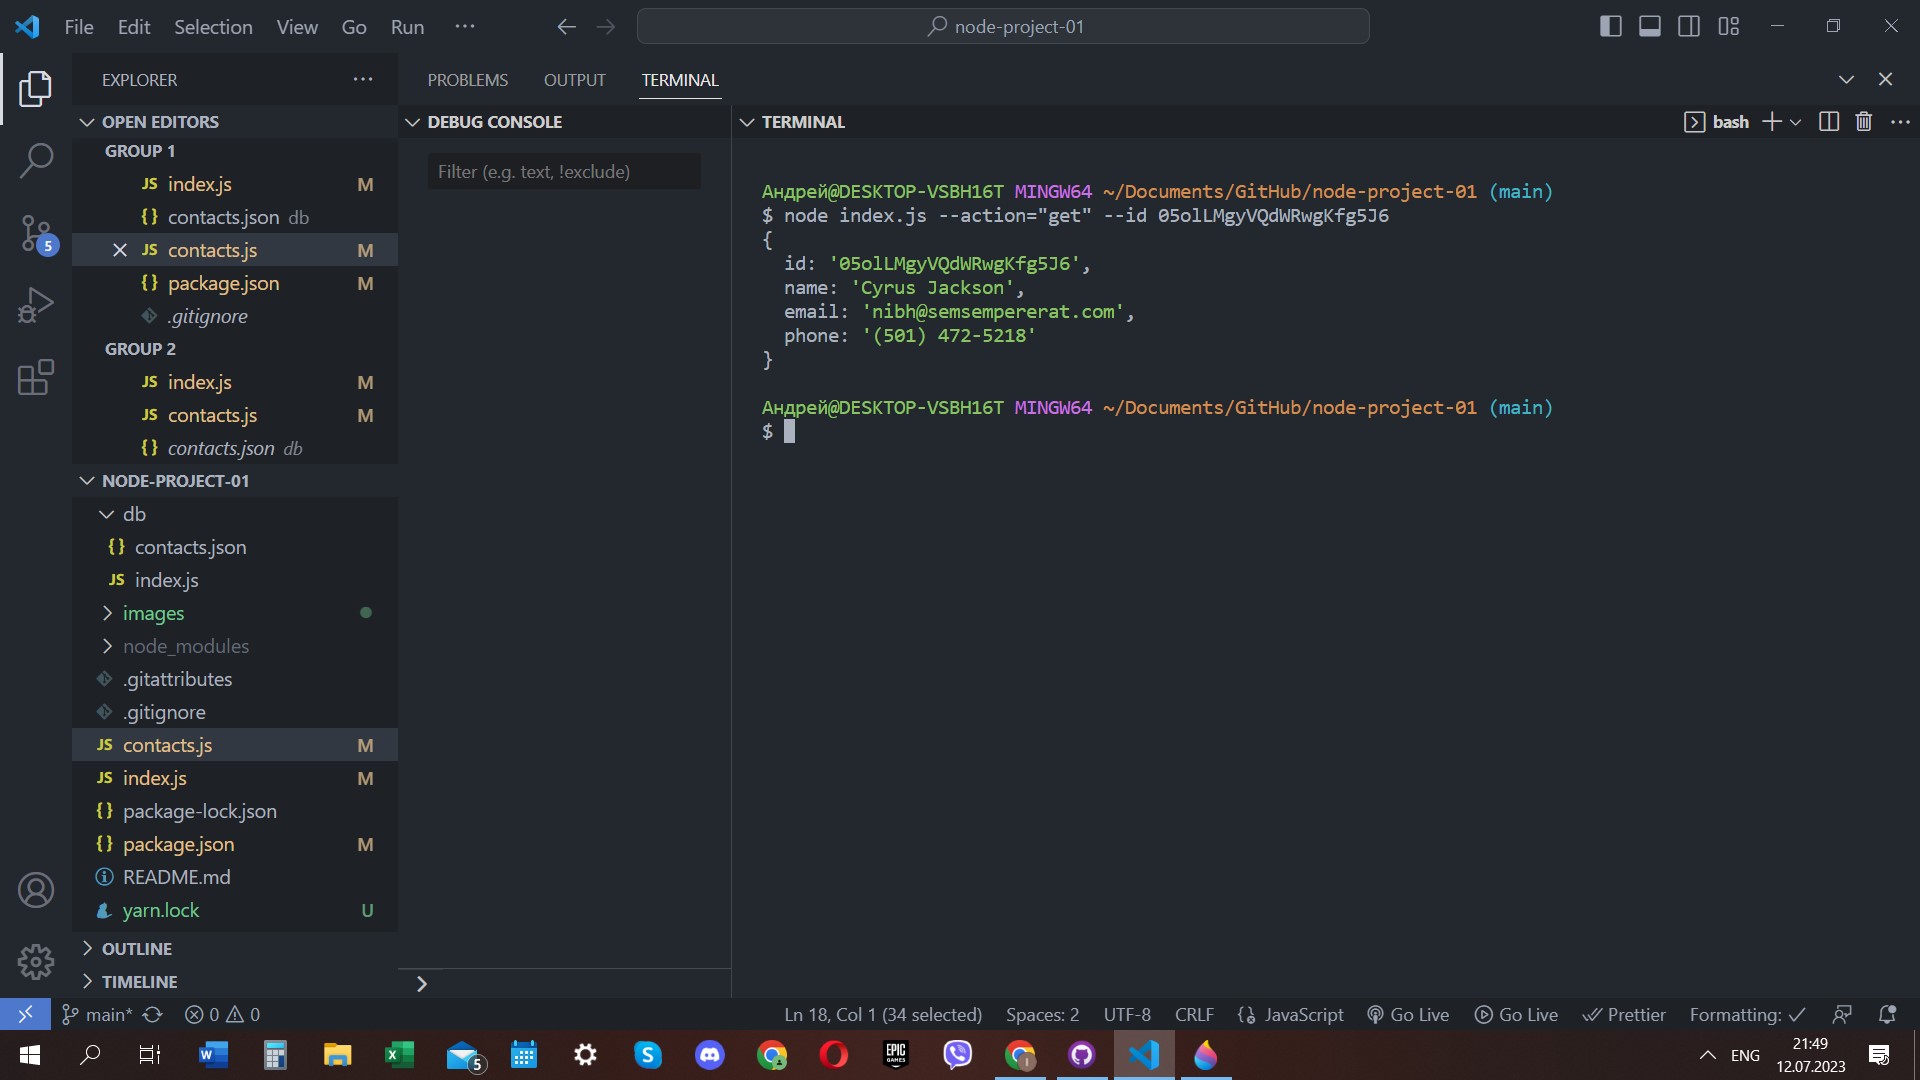 File Edit Selection View Go Run ···
node-project-01
EXPLORER ···
OPEN EDITORS
GROUP 1
JS index.js M
{} contacts.json db
JS contacts.js M
{} package.json M
.gitignore
GROUP 2
JS index.js M
JS contacts.js M
{} contacts.json db
NODE-PROJECT-01
db
{} contacts.json
JS index.js
images
node_modules
.gitattributes
.gitignore
JS contacts.js M
JS index.js M
{} package-lock.json
{} package.json M
README.md
yarn.lock U
OUTLINE
TIMELINE
5
PROBLEMS OUTPUT TERMINAL
DEBUG CONSOLE
Filter (e.g. text, !exclude)
TERMINAL
bash
Андрей@DESKTOP-VSBH16T MINGW64 ~/Documents/GitHub/node-project-01 (main)
$ node index.js --action="get" --id 05olLMgyVQdWRwgKfg5J6
{
id: '05olLMgyVQdWRwgKfg5J6',
name: 'Cyrus Jackson',
email: 'nibh@semsempererat.com',
phone: '(501) 472-5218'
}
Андрей@DESKTOP-VSBH16T MINGW64 ~/Documents/GitHub/node-project-01 (main)
$
main* 0 0
Ln 18, Col 1 (34 selected) Spaces: 2 UTF-8 CRLF {} JavaScript Go Live Go Live Prettier Formatting:
5 EPIC GAMES
ENG
21:49
12.07.2023